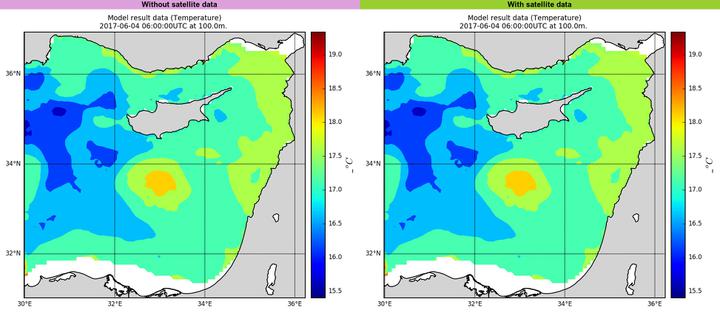 Without satellite data
Model result data (Temperature)
2017-06-04 06:00:00UTC at 100.0m.
36°N
34°N
32°N
30°E
32°E
34°E
36°E
19.0
18.5
18.0
17.5
17.0
16.5
16.0
15.5
_°C
With satellite data
Model result data (Temperature)
2017-06-04 06:00:00UTC at 100.0m.
36°N
34°N
32°N
30°E
32°E
34°E
36°E
19.0
18.5
18.0
17.5
17.0
16.5
16.0
15.5
_°C